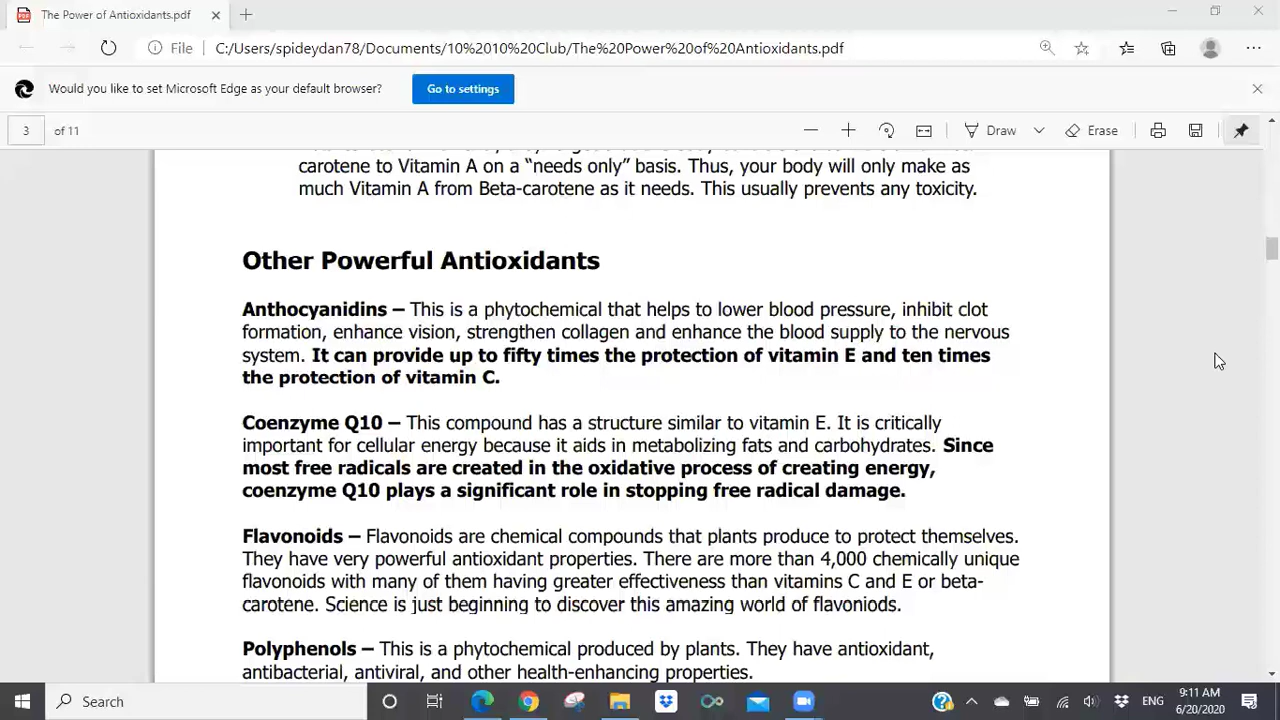 The Power of Antioxidants.pdf
File C:/Users/spideydan78/Documents/10%2010%20Club/The%20Power%20of%20Antioxidants.pdf
Would you like to set Microsoft Edge as your default browser? Go to settings
3 of 11 Draw Erase
carotene to Vitamin A on a “needs only” basis. Thus, your body will only make as
much Vitamin A from Beta-carotene as it needs. This usually prevents any toxicity.
Other Powerful Antioxidants
Anthocyanidins – This is a phytochemical that helps to lower blood pressure, inhibit clot
formation, enhance vision, strengthen collagen and enhance the blood supply to the nervous
system. It can provide up to fifty times the protection of vitamin E and ten times
the protection of vitamin C.
Coenzyme Q10 – This compound has a structure similar to vitamin E. It is critically
important for cellular energy because it aids in metabolizing fats and carbohydrates. Since
most free radicals are created in the oxidative process of creating energy,
coenzyme Q10 plays a significant role in stopping free radical damage.
Flavonoids – Flavonoids are chemical compounds that plants produce to protect themselves.
They have very powerful antioxidant properties. There are more than 4,000 chemically unique
flavonoids with many of them having greater effectiveness than vitamins C and E or beta-
carotene. Science is just beginning to discover this amazing world of flavoniods.
Polyphenols – This is a phytochemical produced by plants. They have antioxidant,
antibacterial, antiviral, and other health-enhancing properties.
Search ENG 9:11 AM
6/20/2020